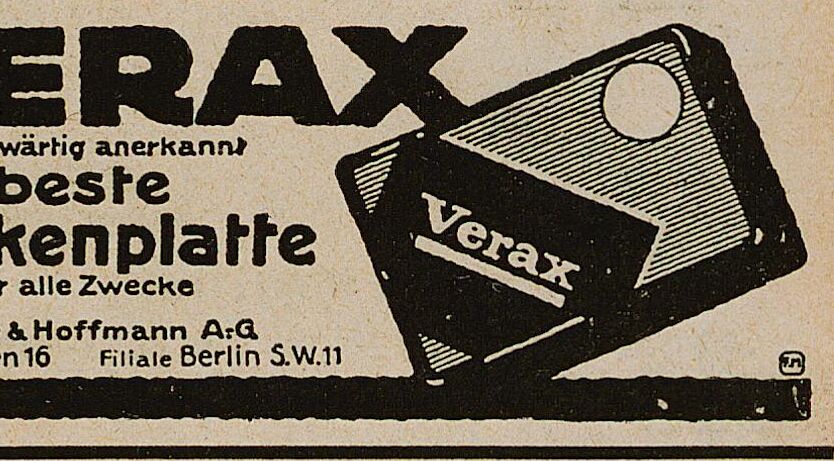 ERAX
wärtig anerkannt
beste
kenplatte
r alle Zwecke
& Hoffmann A.-G
en 16 Filiale Berlin S.W.11
Verax